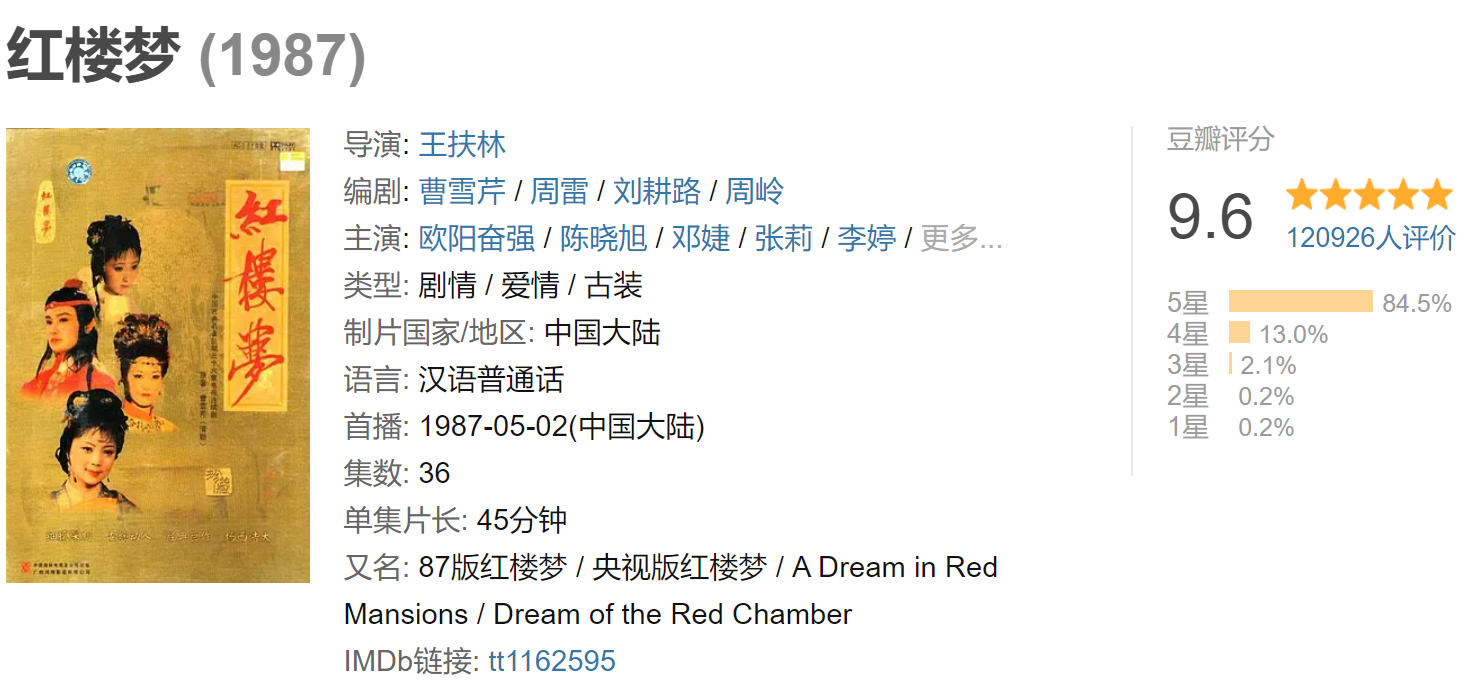 红楼梦 (1987)
紅樓夢
紅樓夢
导演: 王扶林
编剧: 曹雪芹 / 周雷 / 刘耕路 / 周岭
主演: 欧阳奋强 / 陈晓旭 / 邓婕 / 张莉 / 李婷 / 更多...
类型: 剧情 / 爱情 / 古装
制片国家/地区: 中国大陆
语言: 汉语普通话
首播: 1987-05-02(中国大陆)
集数: 36
单集片长: 45分钟
又名: 87版红楼梦 / 央视版红楼梦 / A Dream in Red
Mansions / Dream of the Red Chamber
IMDb链接: tt1162595
豆瓣评分
9.6
120926人评价
5星 84.5%
4星 13.0%
3星 2.1%
2星 0.2%
1星 0.2%